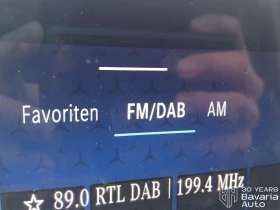 Favoriten FM/DAB AM
☆ 89.0 RTL DAB | 199.4 MHz
30 YEARS
Bavaria
Auto